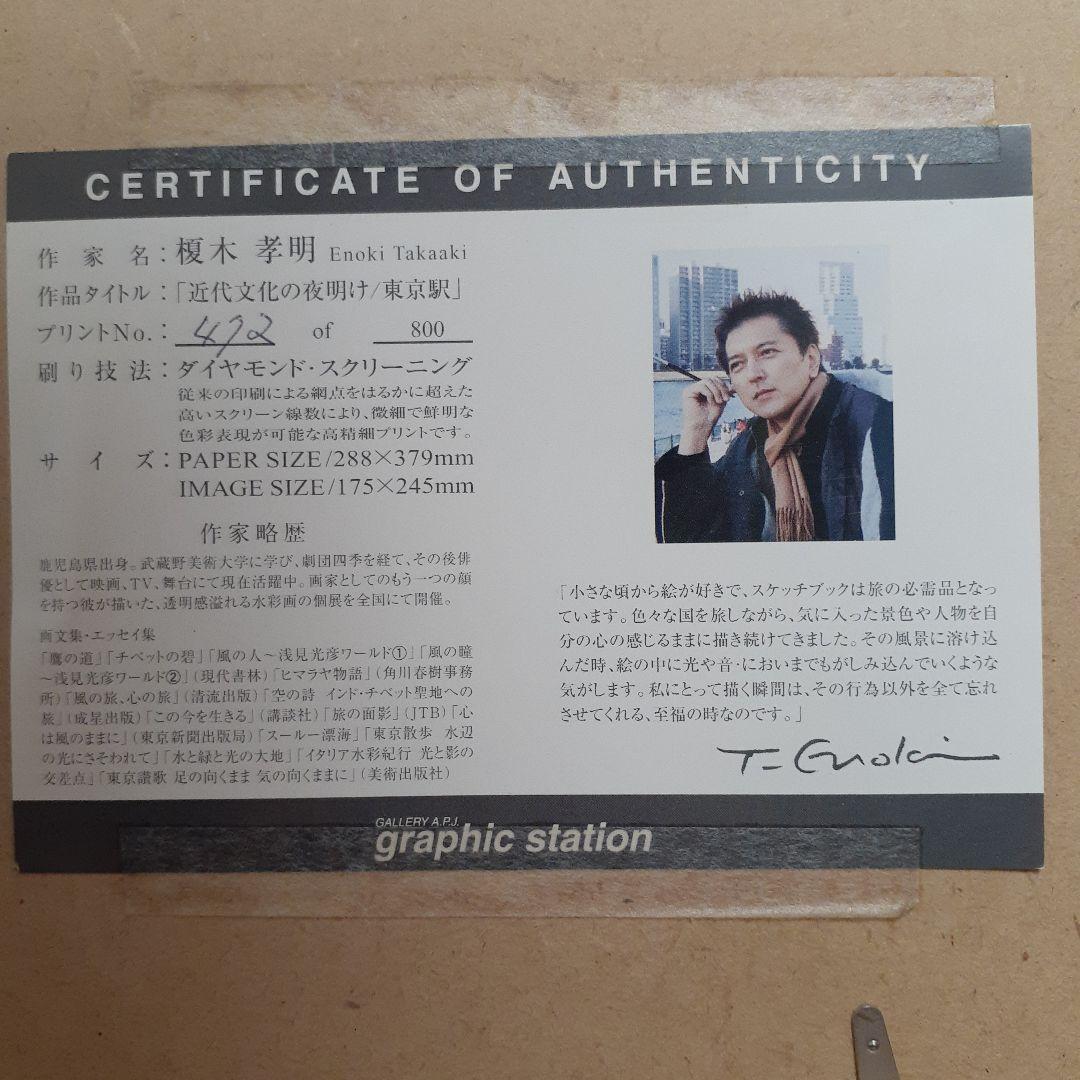 CERTIFICATE OF AUTHENTICITY
作家名：榎木 孝明 Enoki Takaaki
作品タイトル：「近代文化の夜明け/東京駅」
プリントNo.： 492 of 800
刷り技法：ダイヤモンド・スクリーニング
従来の印刷による網点をはるかに超えた
高いスクリーン線数により、微細で鮮明な
色彩表現が可能な高精細プリントです。
サイズ：PAPER SIZE/288×379mm
IMAGE SIZE/175×245mm
作家略歴
鹿児島県出身。武蔵野美術大学に学び、劇団四季を経て、その後俳
優として映画、TV、舞台にて現在活躍中。画家としてのもう一つの顔
を持つ彼が描いた、透明感溢れる水彩画の個展を全国にて開催。
画文集・エッセイ集
「鷹の道」「チベットの碧」「風の人～浅見光彦ワールド①」「風の瞳
～浅見光彦ワールド②」(現代書林)「ヒマラヤ物語」(角川春樹事務
所)「風の旅、心の旅」(清流出版)「空の詩 インド・チベット聖地への
旅」(成星出版)「この今を生きる」(講談社)「旅の面影」(JTB)「心
は風のままに」(東京新聞出版局)「スールー漂海」「東京散歩 水辺
の光にさそわれて」「水と緑と光の大地」「イタリア水彩紀行 光と影の
交差点」「東京讃歌 足の向くまま 気の向くままに」(美術出版社)
「小さな頃から絵が好きで、スケッチブックは旅の必需品となっ
ています。色々な国を旅しながら、気に入った景色や人物を自
分の心の感じるままに描き続けてきました。その風景に溶け込
んだ時、絵の中に光や音・においまでもがしみ込んでいくような
気がします。私にとって描く瞬間は、その行為以外を全て忘れ
させてくれる、至福の時なのです。」
T-Enoki
GALLERY A.P.J.
graphic station